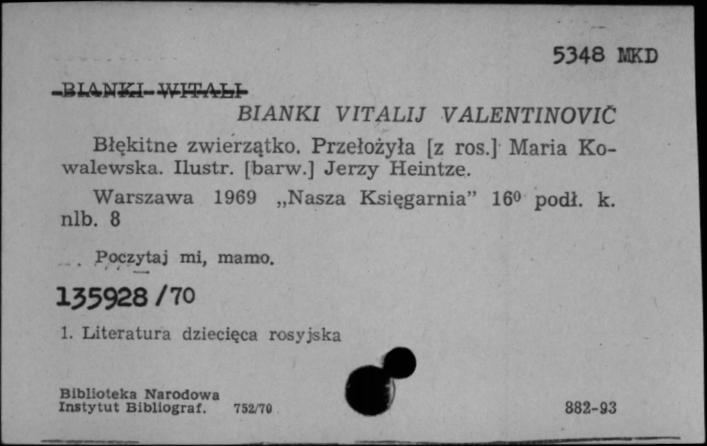 5348 MKD
BIANKI WITALI
BIANKI VITALIJ VALENTINOVIČ
Błękitne zwierzątko. Przełożyła [z ros.] Maria Ko-
walewska. Ilustr. [barw.] Jerzy Heintze.
Warszawa 1969 „Nasza Księgarnia” 16⁰ podł. k.
nlb. 8
Poczytaj mi, mamo.
135928/70
1. Literatura dziecięca rosyjska
Biblioteka Narodowa
Instytut Bibliograf. 752/70
882-93